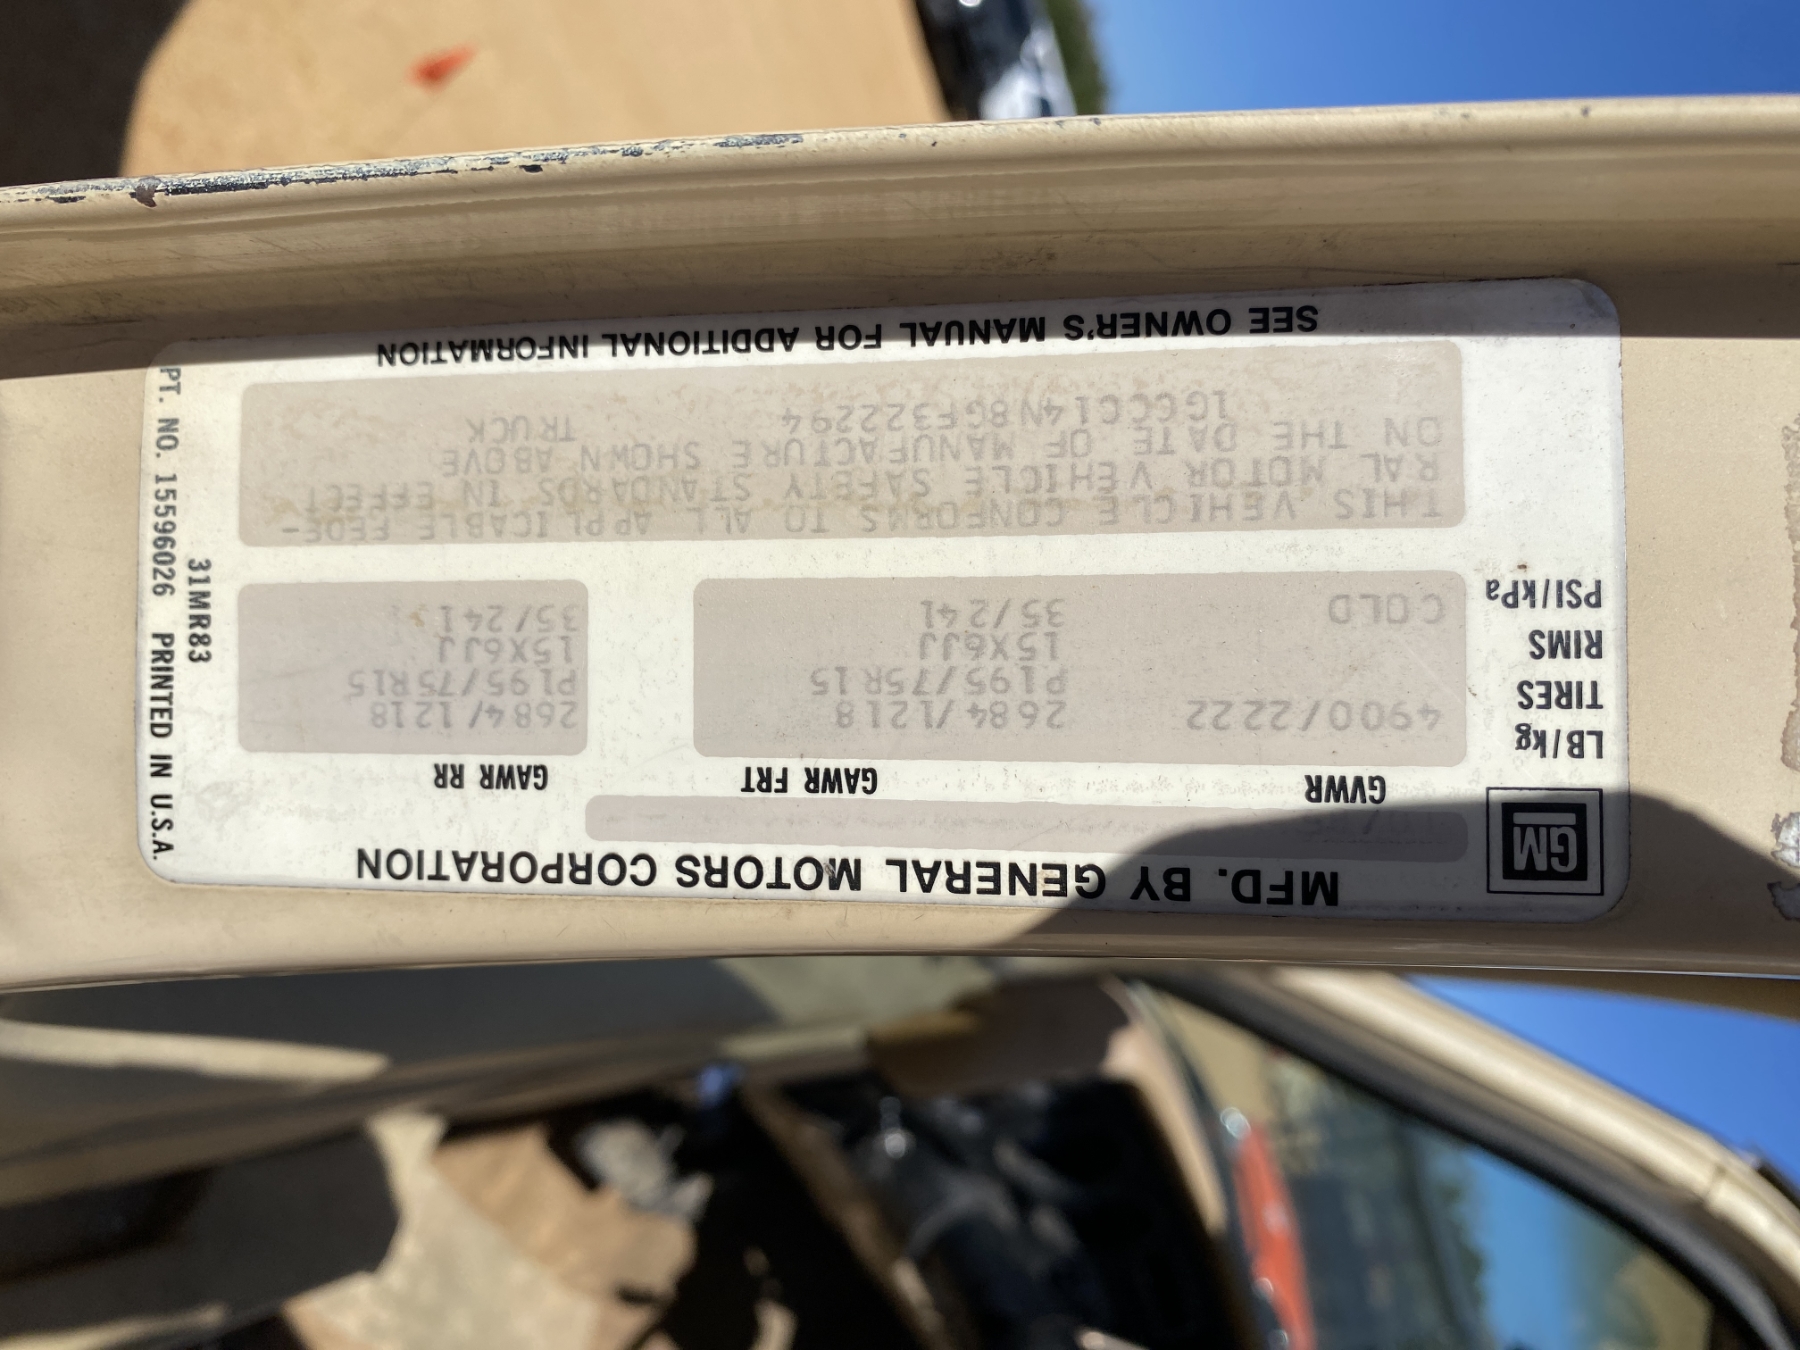 GM
MFD. BY GENERAL MOTORS CORPORATION
GVWR GAWR FRT GAWR RR
LB/kg 4900/2222 2684/1218 2684/1218
TIRES P195/75R15 P195/75R15
RIMS 15X6JJ 15X6JJ
PSI/kPa COLD 35/241 35/241
THIS VEHICLE CONFORMS TO ALL APPLICABLE FEDE-
RAL MOTOR VEHICLE SAFETY STANDARDS IN EFFECT
ON THE DATE OF MANUFACTURE SHOWN ABOVE
1GCCC14N8GF322294 TRUCK
SEE OWNER'S MANUAL FOR ADDITIONAL INFORMATION
31MR83
PT. NO. 15596026 PRINTED IN U.S.A.